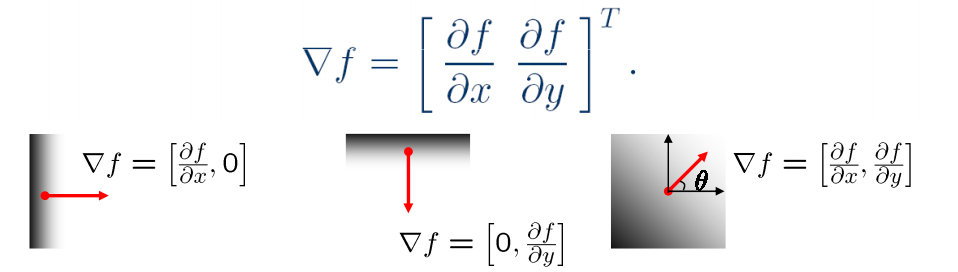 ∇f = [ ∂f/∂x ∂f/∂y ]^T .
∇f = [∂f/∂x, 0]
∇f = [0, ∂f/∂y]
θ
∇f = [∂f/∂x, ∂f/∂y]